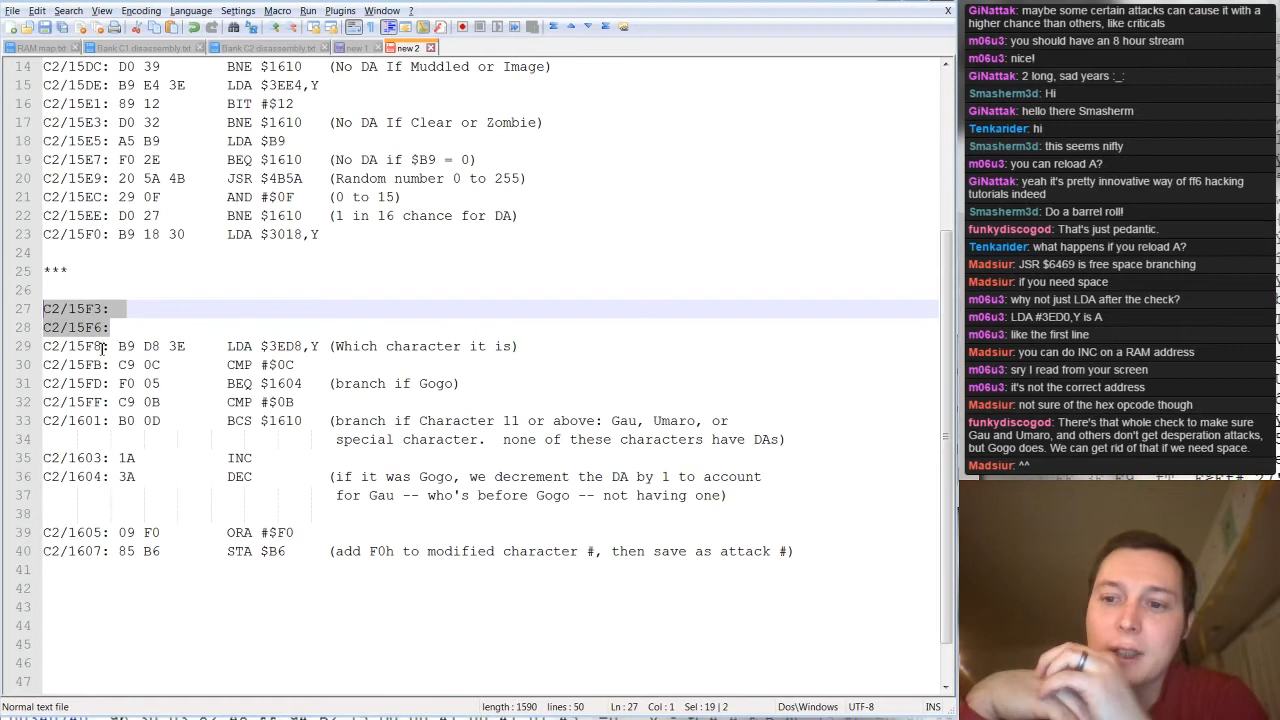 File Edit Search View Encoding Language Settings Macro Run Plugins Window ? X
RAM map.txt Bank C1 disassembly.txt Bank C2 disassembly.txt new 1 new 2
14 C2/15DC: D0 39 BNE $1610 (No DA If Muddled or Image)
15 C2/15DE: B9 E4 3E LDA $3EE4,Y
16 C2/15E1: 89 12 BIT #$12
17 C2/15E3: D0 32 BNE $1610 (No DA If Clear or Zombie)
18 C2/15E5: A5 B9 LDA $B9
19 C2/15E7: F0 2E BEQ $1610 (No DA if $B9 = 0)
20 C2/15E9: 20 5A 4B JSR $4B5A (Random number 0 to 255)
21 C2/15EC: 29 0F AND #$0F (0 to 15)
22 C2/15EE: D0 27 BNE $1610 (1 in 16 chance for DA)
23 C2/15F0: B9 18 30 LDA $3018,Y
24
25 ***
26
27 C2/15F3:
28 C2/15F6:
29 C2/15F8: B9 D8 3E LDA $3ED8,Y (Which character it is)
30 C2/15FB: C9 0C CMP #$0C
31 C2/15FD: F0 05 BEQ $1604 (branch if Gogo)
32 C2/15FF: C9 0B CMP #$0B
33 C2/1601: B0 0D BCS $1610 (branch if Character 11 or above: Gau, Umaro, or
34 special character. none of these characters have DAs)
35 C2/1603: 1A INC
36 C2/1604: 3A DEC (if it was Gogo, we decrement the DA by 1 to account
37 for Gau -- who's before Gogo -- not having one)
38
39 C2/1605: 09 F0 ORA #$F0
40 C2/1607: 85 B6 STA $B6 (add F0h to modified character #, then save as attack #)
41
42
43
44
45
46
47
Normal text file length : 1590 lines : 50 Ln : 27 Col : 1 Sel : 19 | 2 Dos\Windows UTF-8 INS
GiNattak: maybe some certain attacks can cause it with a
higher chance than others, like criticals
m06u3: you should have an 8 hour stream
m06u3: nice!
GiNattak: 2 long, sad years :_:
Smasherm3d: Hi
GiNattak: hello there Smasherm
Tenkarider: hi
Smasherm3d: this seems nifty
m06u3: you can reload A?
GiNattak: yeah it's pretty innovative way of ff6 hacking
tutorials indeed
Smasherm3d: Do a barrel roll!
funkydiscogod: That's just pedantic.
Tenkarider: what happens if you reload A?
Madsiur: JSR $6469 is free space branching
Madsiur: if you need space
m06u3: why not just LDA after the check?
m06u3: LDA #3ED0,Y is A
m06u3: like the first line
Madsiur: you can do INC on a RAM address
m06u3: sry I read from your screen
m06u3: it's not the correct address
Madsiur: not sure of the hex opcode though
funkydiscogod: There's that whole check to make sure
Gau and Umaro, and others don't get desperation attacks,
but Gogo does. We can get rid of that if we need space.
Madsiur: ^^